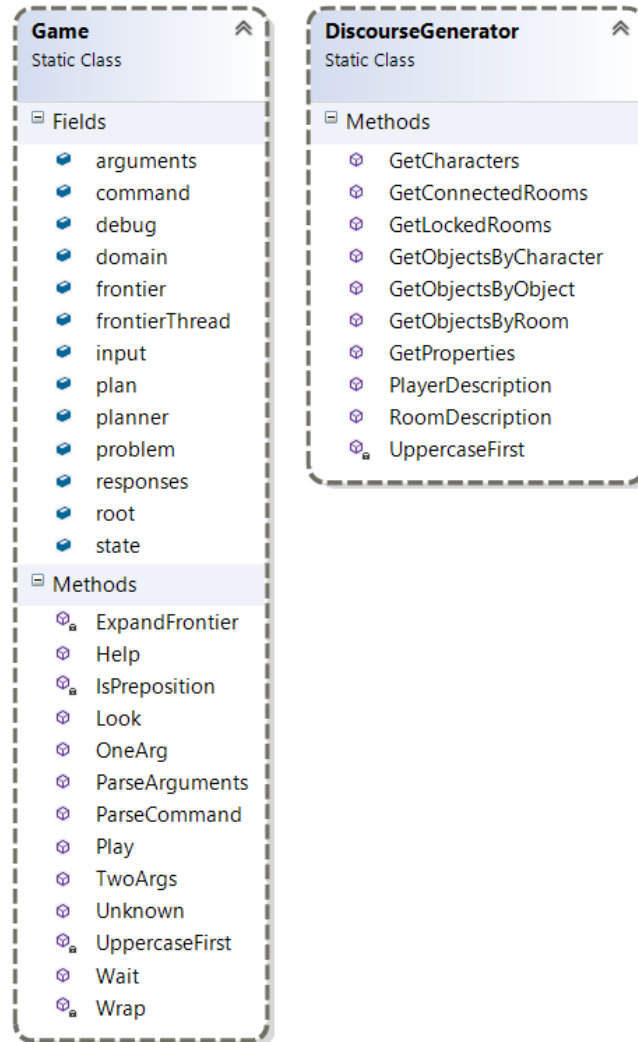 Game
Static Class
Fields
arguments
command
debug
domain
frontier
frontierThread
input
plan
planner
problem
responses
root
state
Methods
ExpandFrontier
Help
IsPreposition
Look
OneArg
ParseArguments
ParseCommand
Play
TwoArgs
Unknown
UppercaseFirst
Wait
Wrap
DiscourseGenerator
Static Class
Methods
GetCharacters
GetConnectedRooms
GetLockedRooms
GetObjectsByCharacter
GetObjectsByObject
GetObjectsByRoom
GetProperties
PlayerDescription
RoomDescription
UppercaseFirst